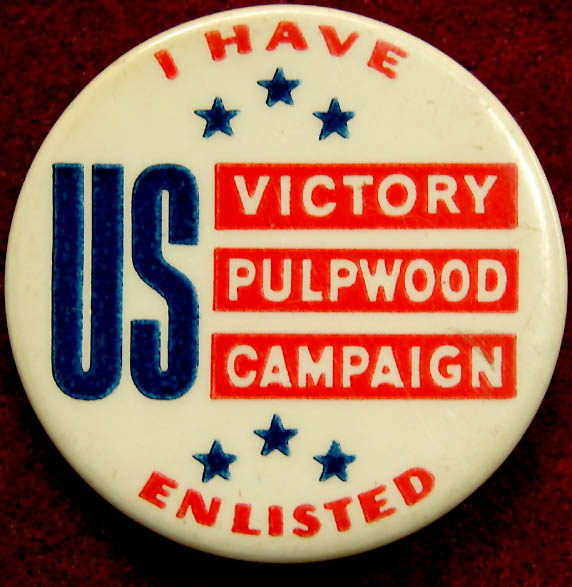 I HAVE
US
VICTORY
PULPWOOD
CAMPAIGN
ENLISTED